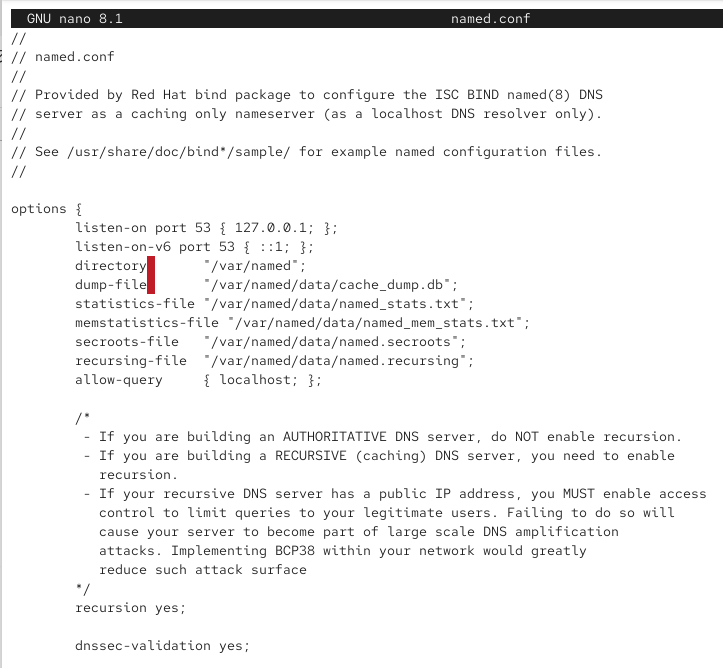 GNU nano 8.1 named.conf
//
// named.conf
//
// Provided by Red Hat bind package to configure the ISC BIND named(8) DNS
// server as a caching only nameserver (as a localhost DNS resolver only).
//
// See /usr/share/doc/bind*/sample/ for example named configuration files.
//
options {
listen-on port 53 { 127.0.0.1; };
listen-on-v6 port 53 { ::1; };
directory "/var/named";
dump-file "/var/named/data/cache_dump.db";
statistics-file "/var/named/data/named_stats.txt";
memstatistics-file "/var/named/data/named_mem_stats.txt";
secroots-file "/var/named/data/named.secroots";
recursing-file "/var/named/data/named.recursing";
allow-query { localhost; };
/*
- If you are building an AUTHORITATIVE DNS server, do NOT enable recursion.
- If you are building a RECURSIVE (caching) DNS server, you need to enable
recursion.
- If your recursive DNS server has a public IP address, you MUST enable access
control to limit queries to your legitimate users. Failing to do so will
cause your server to become part of large scale DNS amplification
attacks. Implementing BCP38 within your network would greatly
reduce such attack surface
*/
recursion yes;
dnssec-validation yes;